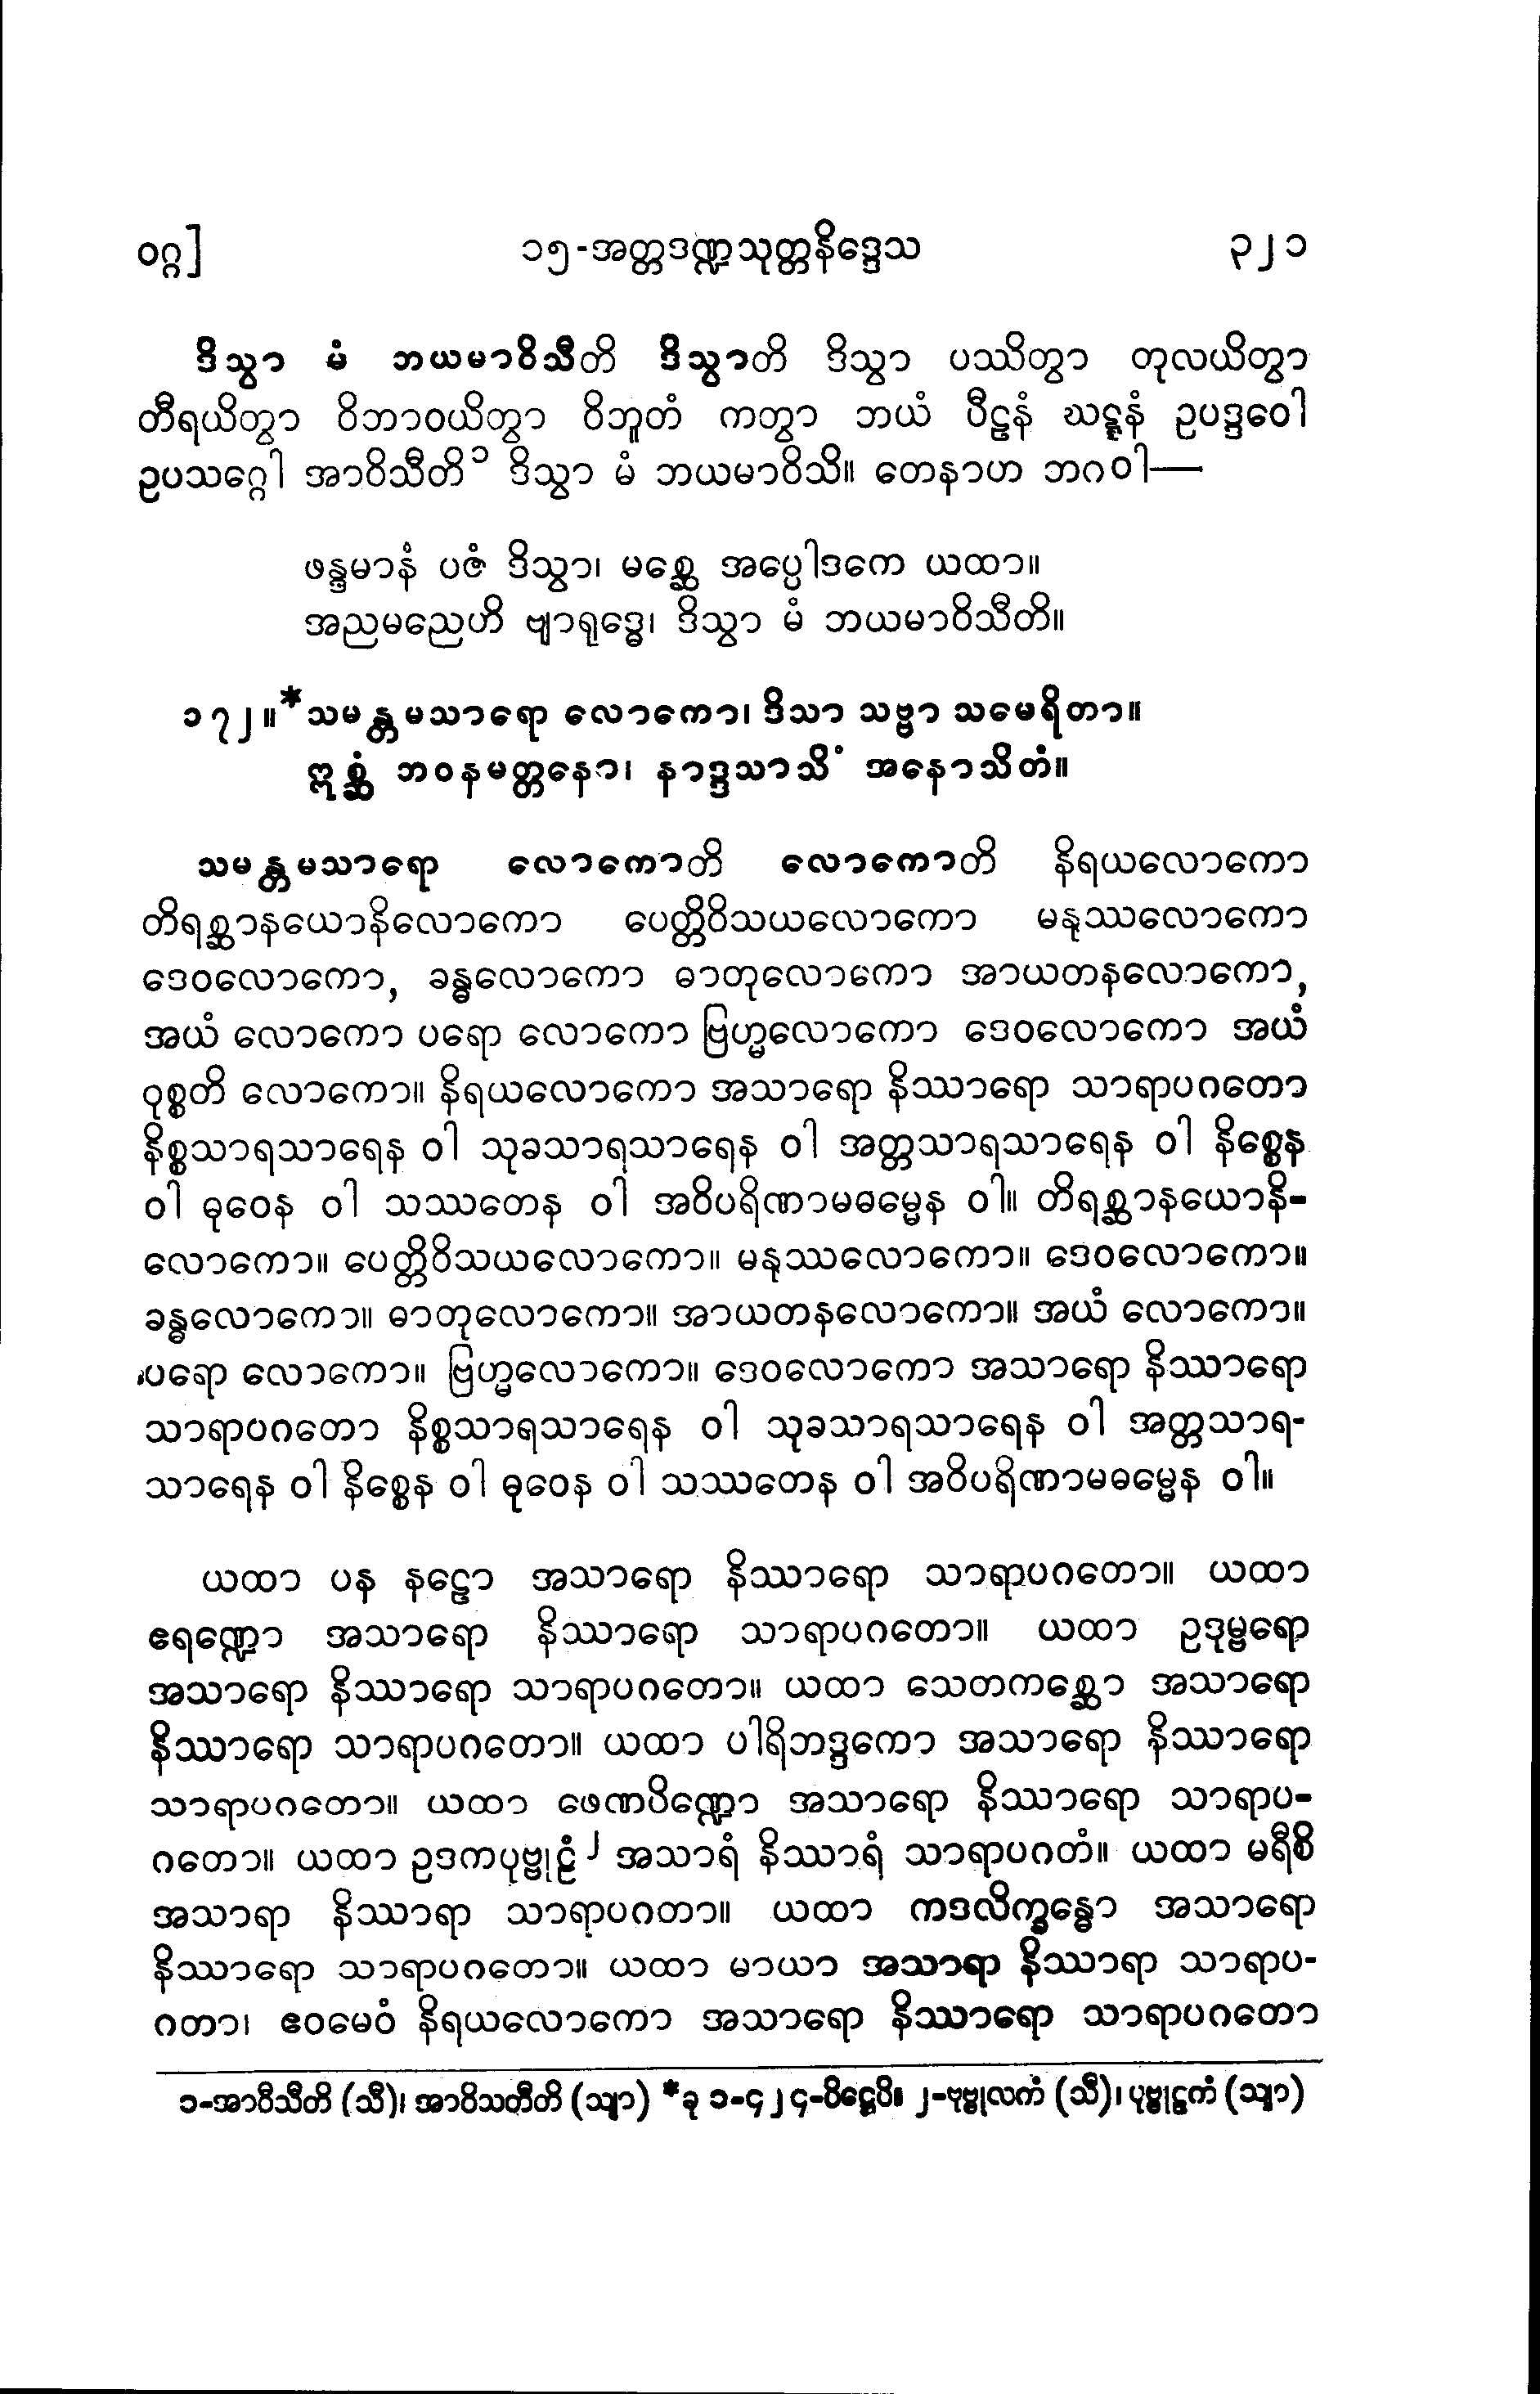 ဝဂ္ဂ] ၁၅-အတ္တဒဏ္ဍသုတ္တနိဒ္ဒေသ ၃၂၁
ဒိသွာ မံ ဘယမာဝိသီတိ ဒိသွာတိ ဒိသွာ ပဿိတွာ တုလယိတွာ
တီရယိတွာ ဝိဘာဝယိတွာ ဝိဘူတံ ကတွာ ဘယံ ပီဠနံ ဃဋ္ဋနံ ဥပဒ္ဒဝေါ
ဥပသဂ္ဂေါ အာဝိသီတိ၁ ဒိသွာ မံ ဘယမာဝိသိ။ တေနာဟ ဘဂဝါ—
ဖန္ဒမာနံ ပဇံ ဒိသွာ၊ မစ္ဆေ အပ္ပေါဒကေ ယထာ။
အညမညေဟိ ဗျာရုဒ္ဓေ၊ ဒိသွာ မံ ဘယမာဝိသီတိ။
၁၇၂။*သမန္တမသာရော လောကော၊ ဒိသာ သဗ္ဗာ သမေရိတာ။
ဣစ္ဆံ ဘဝနမတ္တနော၊ နာဒ္ဒသာသိံ အနောသိတံ။
သမန္တမသာရော လောကောတိ လောကောတိ နိရယလောကော
တိရစ္ဆာနယောနိလောကော ပေတ္တိဝိသယလောကော မနုဿလောကော
ဒေဝလောကော, ခန္ဓလောကော ဓာတုလောကော အာယတနလောကော,
အယံ လောကော ပရော လောကော ဗြဟ္မလောကော ဒေဝလောကော အယံ
ဝုစ္စတိ လောကော။ နိရယလောကော အသာရော နိဿာရော သာရာပဂတော
နိစ္စသာရသာရေန ဝါ သုခသာရသာရေန ဝါ အတ္တသာရသာရေန ဝါ နိစ္စေန
ဝါ ဓုဝေန ဝါ သဿတေန ဝါ အဝိပရိဏာမဓမ္မေန ဝါ။ တိရစ္ဆာနယောနိ-
လောကော။ ပေတ္တိဝိသယလောကော။ မနုဿလောကော။ ဒေဝလောကော။
ခန္ဓလောကော။ ဓာတုလောကော။ အာယတနလောကော။ အယံ လောကော။
ပရော လောကော။ ဗြဟ္မလောကော။ ဒေဝလောကော အသာရော နိဿာရော
သာရာပဂတော နိစ္စသာရသာရေန ဝါ သုခသာရသာရေန ဝါ အတ္တသာရ-
သာရေန ဝါ နိစ္စေန ဝါ ဓုဝေန ဝါ သဿတေန ဝါ အဝိပရိဏာမဓမ္မေန ဝါ။
ယထာ ပန နဠော အသာရော နိဿာရော သာရာပဂတော။ ယထာ
ဧရဏ္ဍော အသာရော နိဿာရော သာရာပဂတော။ ယထာ ဥဒုမ္ဗရော
အသာရော နိဿာရော သာရာပဂတော။ ယထာ သေတကစ္ဆော အသာရော
နိဿာရော သာရာပဂတော။ ယထာ ပါရိဘဒ္ဒကော အသာရော နိဿာရော
သာရာပဂတော။ ယထာ ဖေဏပိဏ္ဍော အသာရော နိဿာရော သာရာပ-
ဂတော။ ယထာ ဥဒကပုဗ္ဗုဠံ၂ အသာရံ နိဿာရံ သာရာပဂတံ။ ယထာ မရီစိ
အသာရာ နိဿာရာ သာရာပဂတာ။ ယထာ ကဒလိက္ခန္ဓော အသာရော
နိဿာရော သာရာပဂတော။ ယထာ မာယာ အသာရာ နိဿာရာ သာရာပ-
ဂတာ၊ ဧဝမေဝံ နိရယလောကော အသာရော နိဿာရော သာရာပဂတော
၁-အာဝီသီတိ (သီ)၊ အာဝိသတီတိ (သျာ) *ခု ၁-၄၂၄-ပိဋ္ဌေပိ။ ၂-ဗုဗ္ဗုလကံ (သီ)၊ ပုဗ္ဗုဠကံ (သျာ)